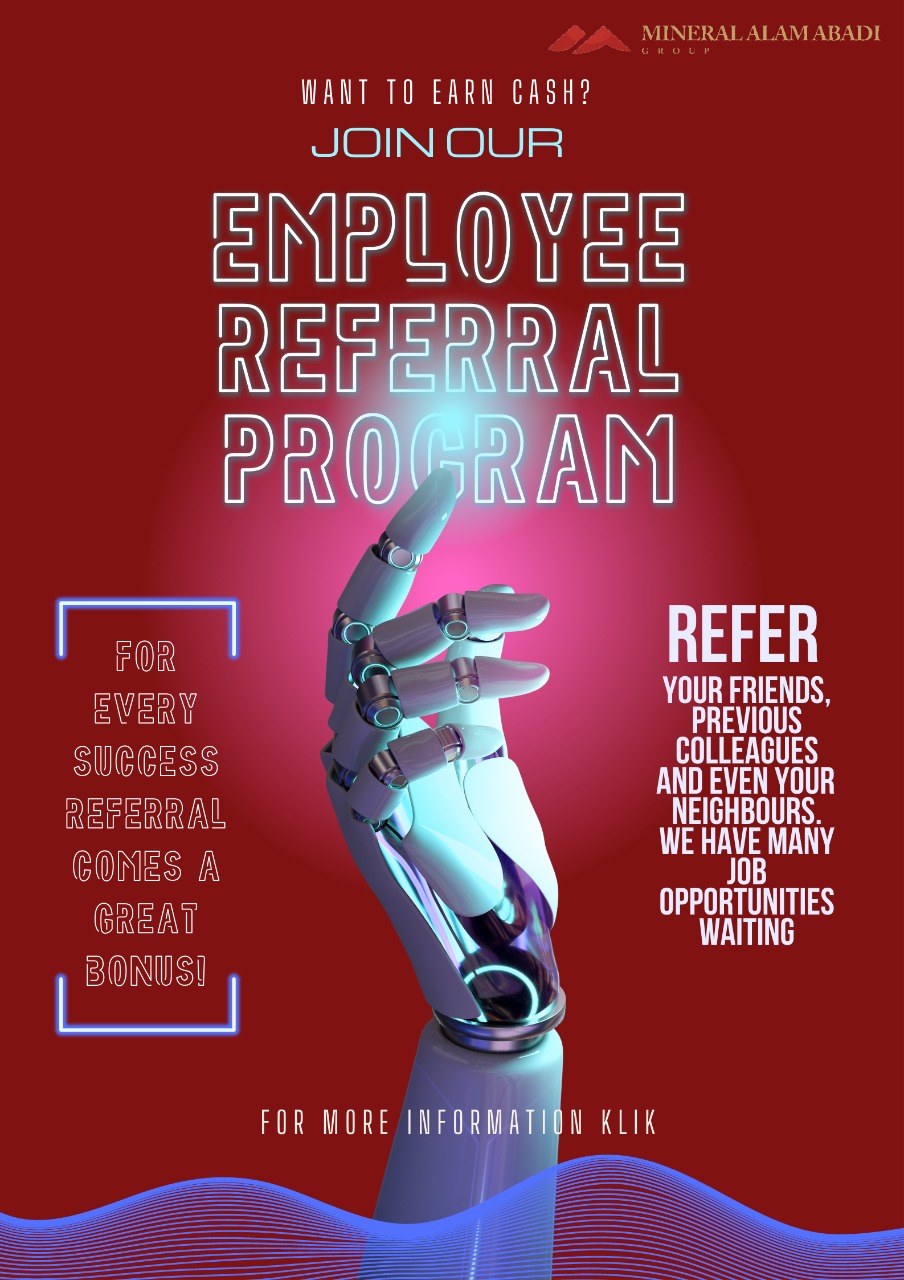 MINERAL ALAM ABADI
GROUP
WANT TO EARN CASH?
JOIN OUR
EMPLOYEE
REFERRAL
PROGRAM
FOR
EVERY
SUCCESS
REFERRAL
COMES A
GREAT
BONUS!
REFER
YOUR FRIENDS,
PREVIOUS
COLLEAGUES
AND EVEN YOUR
NEIGHBOURS.
WE HAVE MANY
JOB
OPPORTUNITIES
WAITING
FOR MORE INFORMATION KLIK